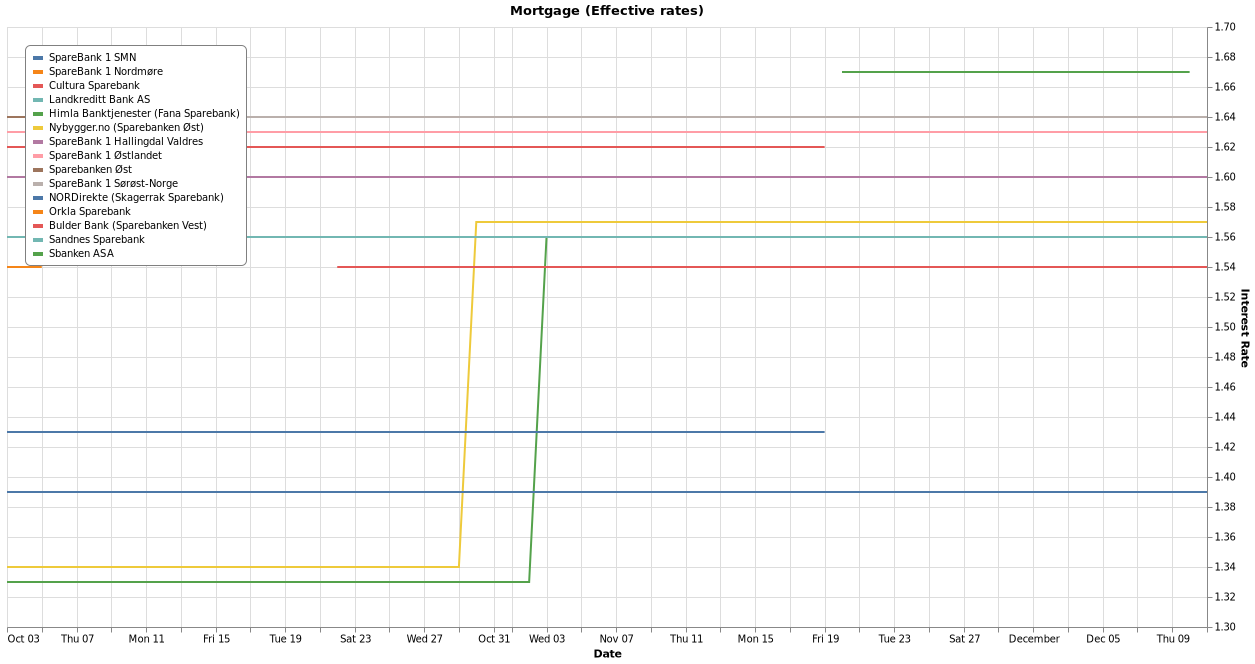 Mortgage (Effective rates)
SpareBank 1 SMN
SpareBank 1 Nordmøre
Cultura Sparebank
Landkreditt Bank AS
Himla Banktjenester (Fana Sparebank)
Nybygger.no (Sparebanken Øst)
SpareBank 1 Hallingdal Valdres
SpareBank 1 Østlandet
Sparebanken Øst
SpareBank 1 Sørøst-Norge
NORDirekte (Skagerrak Sparebank)
Orkla Sparebank
Bulder Bank (Sparebanken Vest)
Sandnes Sparebank
Sbanken ASA
1.70
1.68
1.66
1.64
1.62
1.60
1.58
1.56
1.54
1.52
1.50
1.48
1.46
1.44
1.42
1.40
1.38
1.36
1.34
1.32
1.30
Interest Rate
Oct 03 Thu 07 Mon 11 Fri 15 Tue 19 Sat 23 Wed 27 Oct 31 Wed 03 Nov 07 Thu 11 Mon 15 Fri 19 Tue 23 Sat 27 December Dec 05 Thu 09
Date